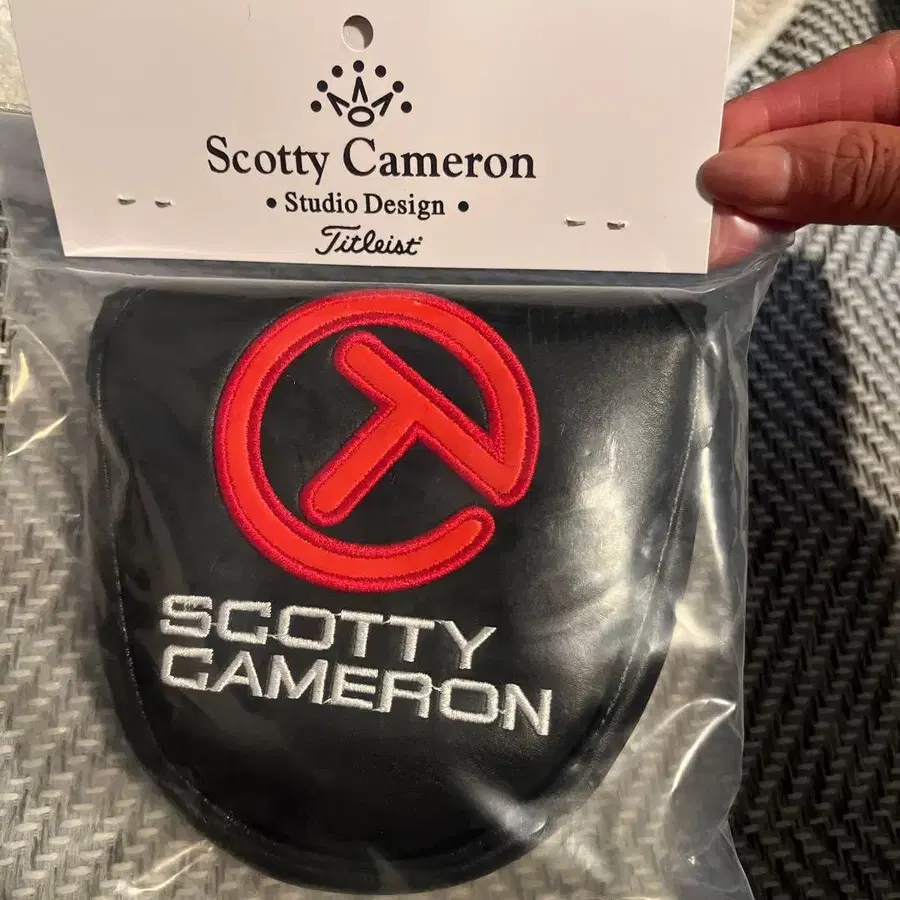 Scotty Cameron
• Studio Design •
Titleist
SCOTTY
CAMERON